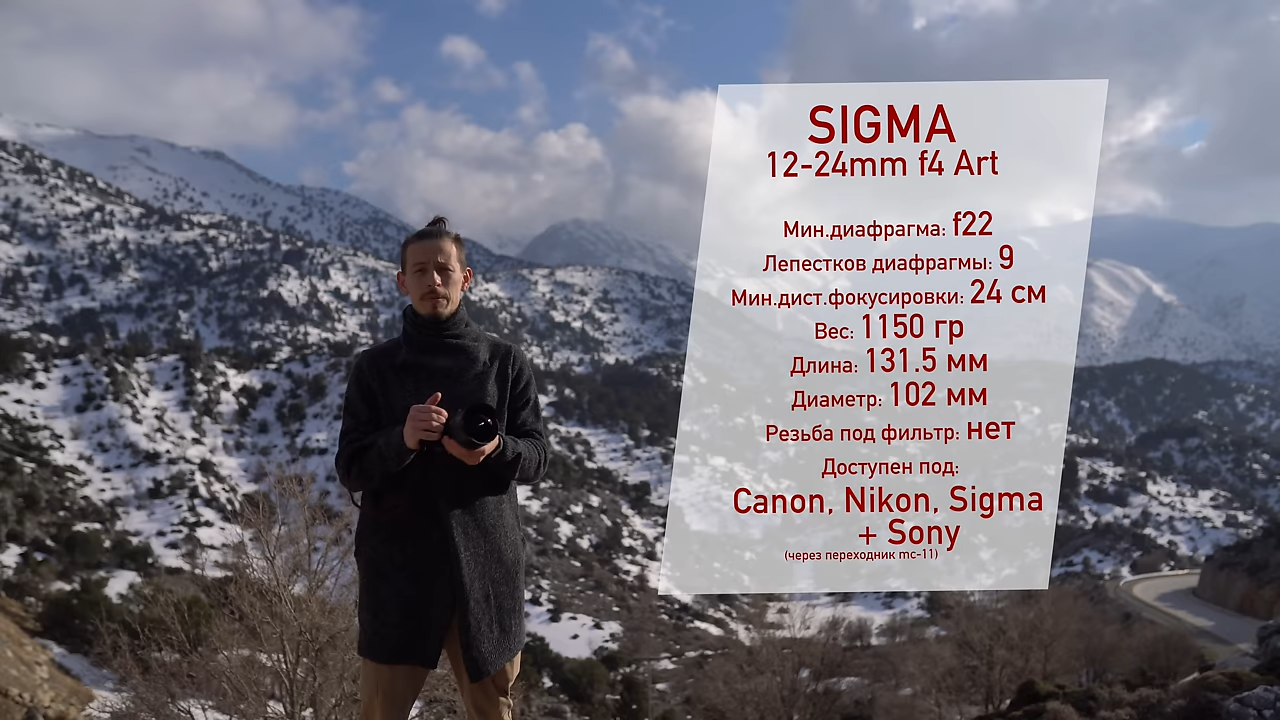 SIGMA
12-24mm f4 Art
Мин.диафрагма: f22
Лепестков диафрагмы: 9
Мин.дист.фокусировки: 24 см
Вес: 1150 гр
Длина: 131.5 мм
Диаметр: 102 мм
Резьба под фильтр: нет
Доступен под:
Canon, Nikon, Sigma
+ Sony
(через переходник mc-11)